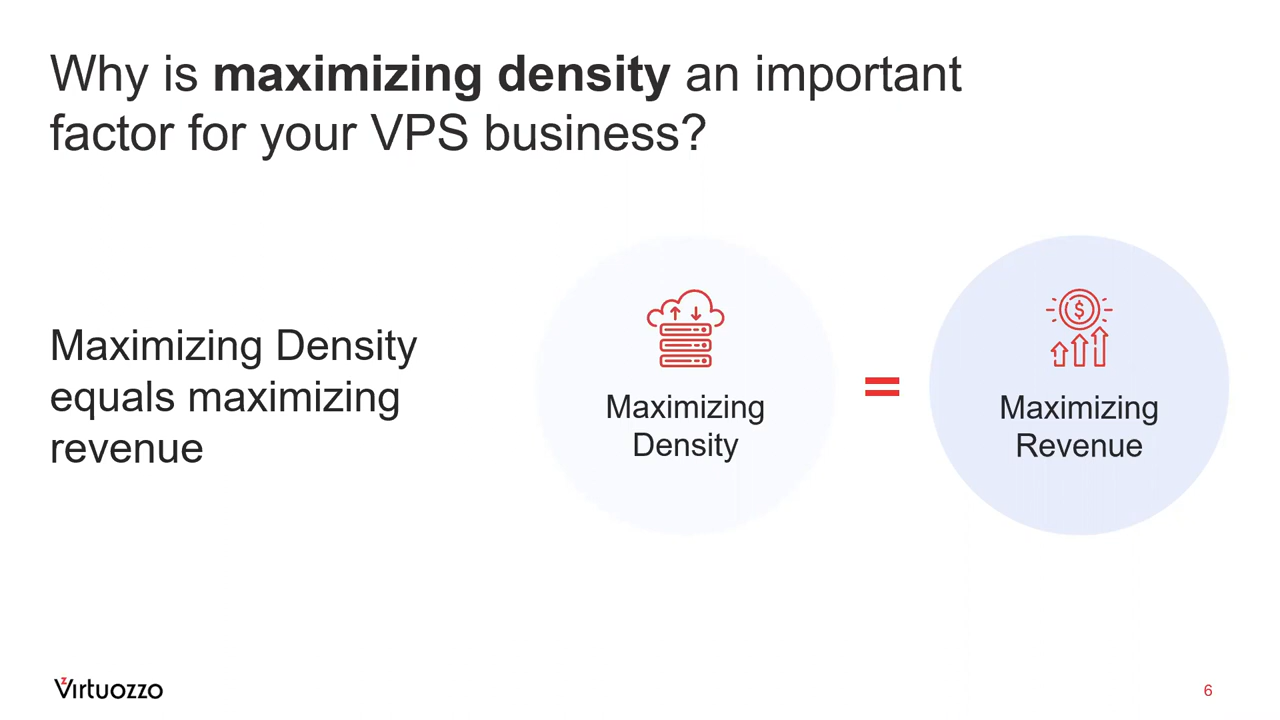 Why is maximizing density an important
factor for your VPS business?
Maximizing Density
equals maximizing
revenue
Maximizing
Density
=
$
Maximizing
Revenue
Virtuozzo
6